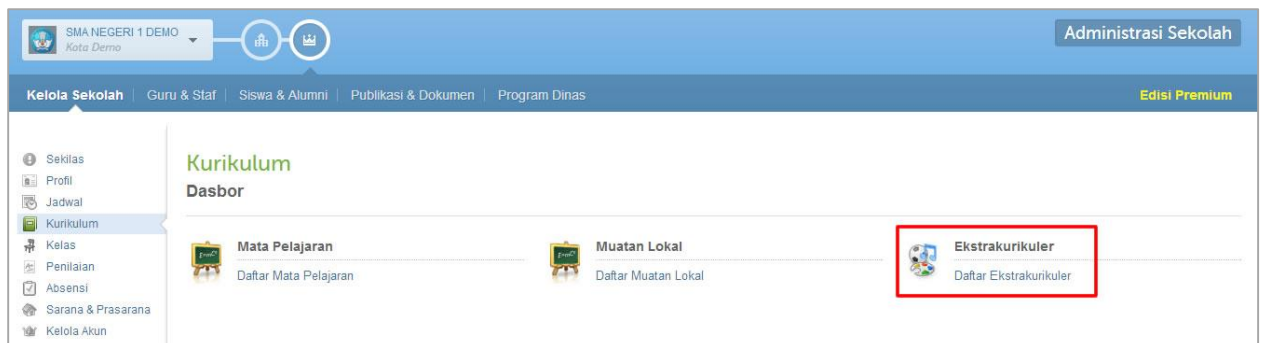 SMA NEGERI 1 DEMO
Kota Demo
Administrasi Sekolah
Kelola Sekolah | Guru & Staf | Siswa & Alumni | Publikasi & Dokumen | Program Dinas
Edisi Premium
Sekilas
Profil
Jadwal
Kurikulum
Kelas
Penilaian
Absensi
Sarana & Prasarana
Kelola Akun
Kurikulum
Dasbor
Mata Pelajaran
Daftar Mata Pelajaran
Muatan Lokal
Daftar Muatan Lokal
Ekstrakurikuler
Daftar Ekstrakurikuler